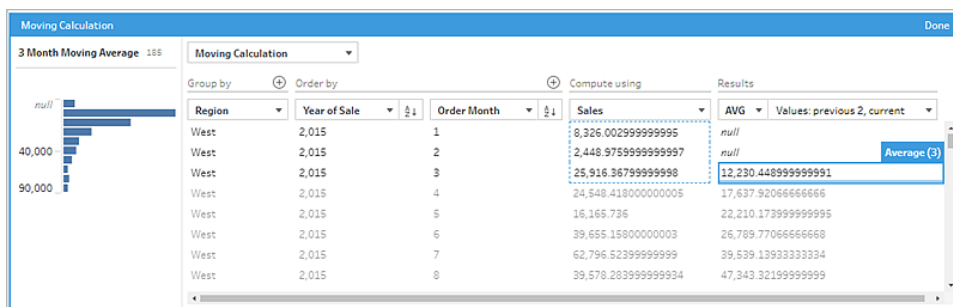 Moving Calculation Done
3 Month Moving Average 185
Moving Calculation
Group by Order by Compute using Results
null
Region Year of Sale Order Month Sales AVG Values: previous 2, current
West 2,015 1 8,326.002999999995 null
40,000
West 2,015 2 2,448.9759999999997 null Average (3)
West 2,015 3 25,916.36799999998 12,230.448999999991
90,000
West 2,015 4 24,548.418000000005 17,637.92066666666
West 2,015 5 16,165.736 22,210.173999999995
West 2,015 6 39,655.15800000003 26,789.77066666668
West 2,015 7 62,796.52399999999 39,539.13933333334
West 2,015 8 39,578.283999999934 47,343.32199999999